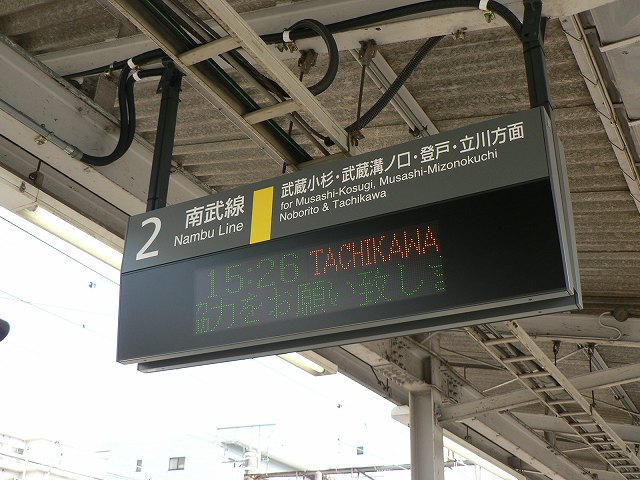 2
南武線
Nambu Line
武蔵小杉・武蔵溝ノ口・登戸・立川方面
for Musashi-Kosugi, Musashi-Mizonokuchi
Noborito & Tachikawa
15:26 TACHIKAWA
協力をお願い致しま